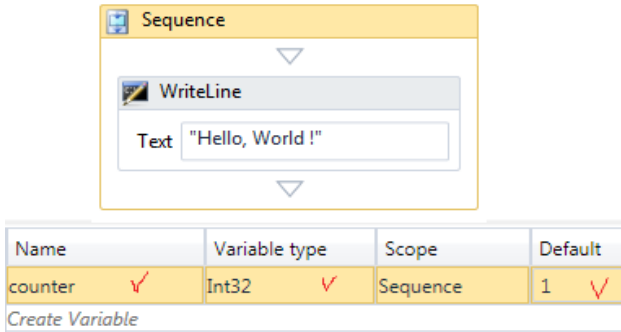 Sequence
WriteLine
Text "Hello, World !"
Name Variable type Scope Default
counter Int32 Sequence 1
Create Variable